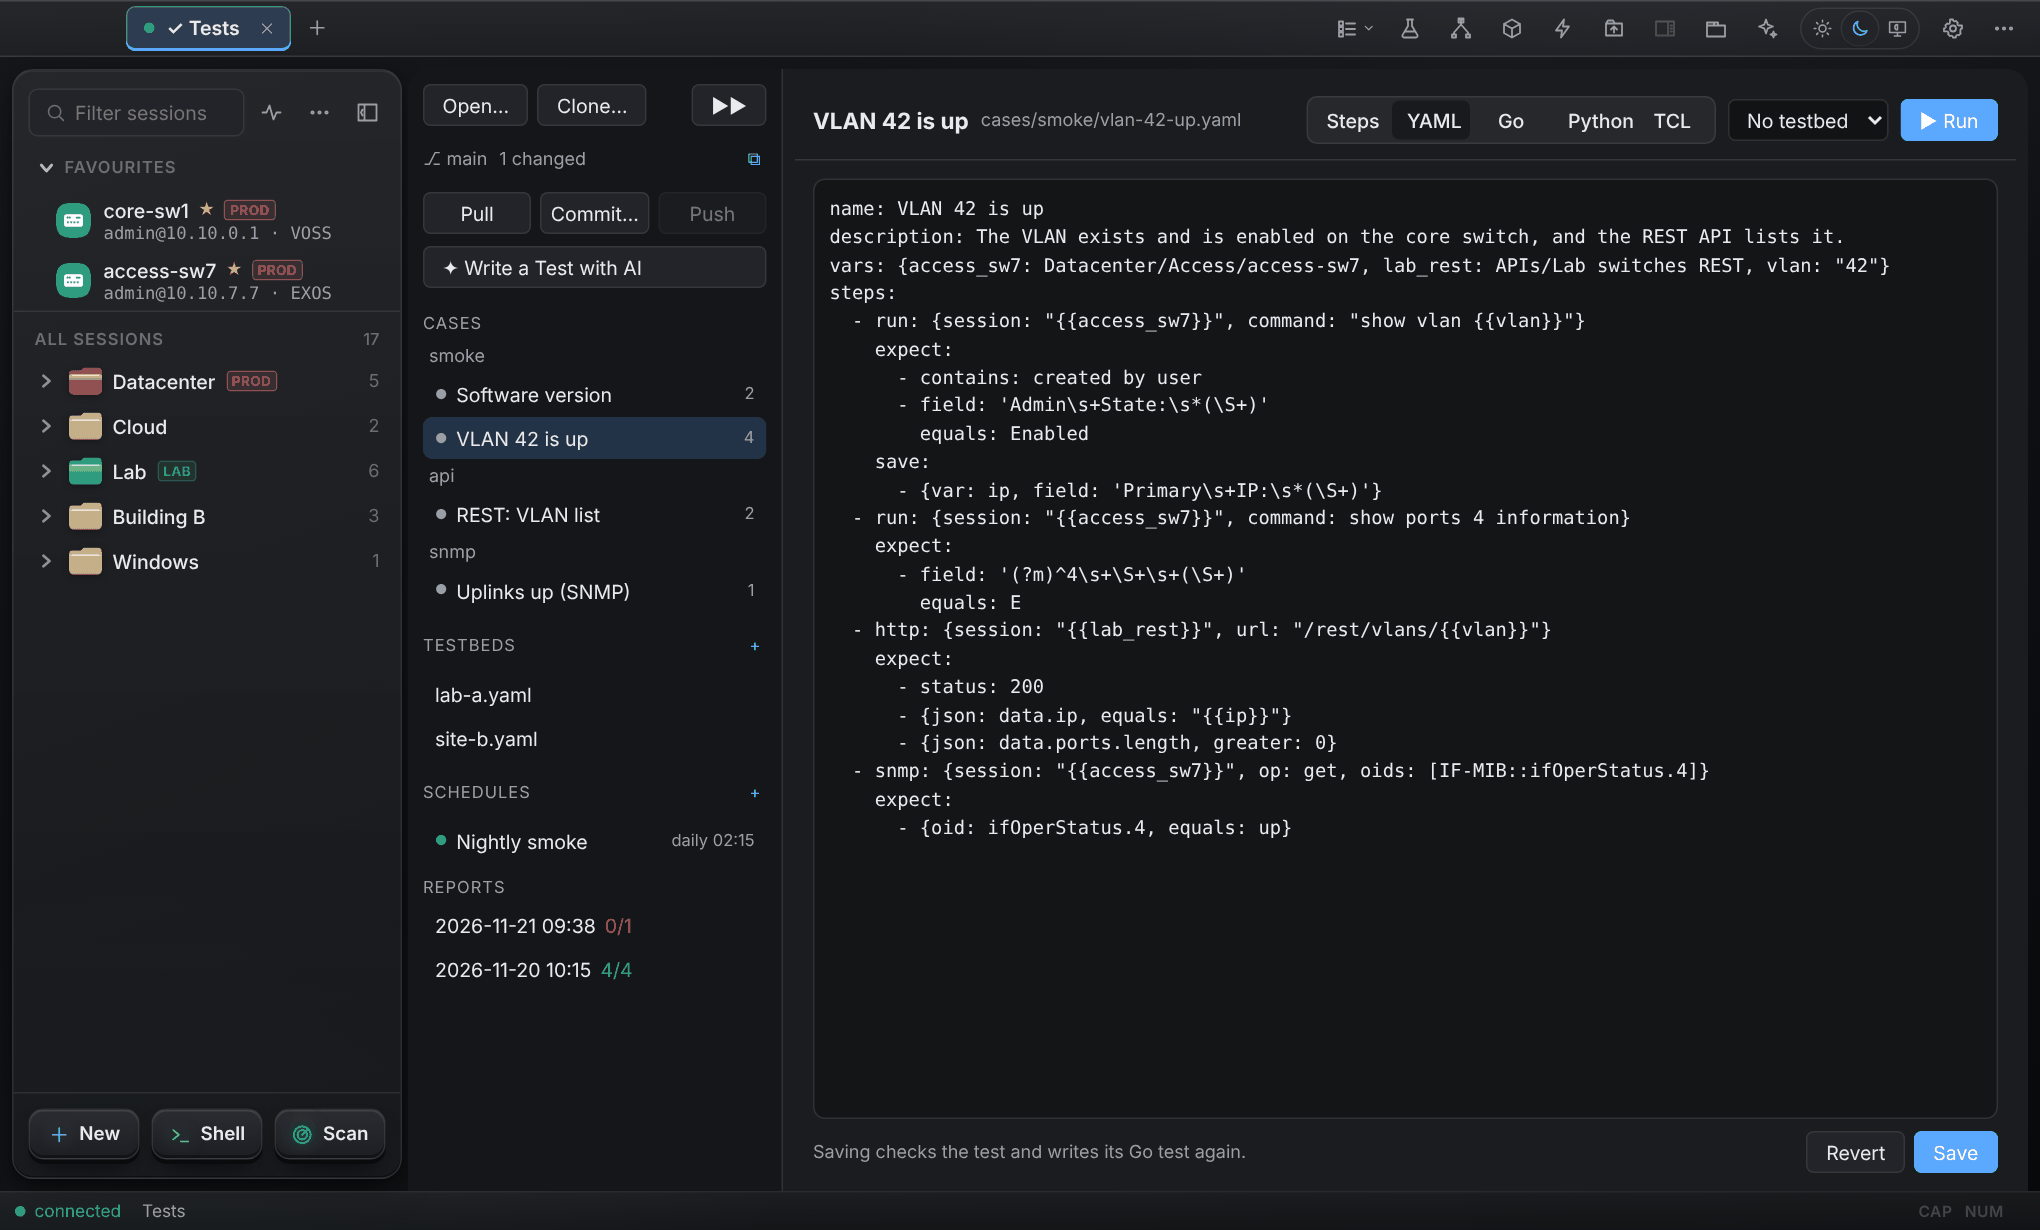 ✓ Tests
Filter sessions
FAVOURITES
core-sw1 ★ PROD
admin@10.10.0.1 · VOSS
access-sw7 ★ PROD
admin@10.10.7.7 · EXOS
ALL SESSIONS 17
Datacenter PROD 5
Cloud 2
Lab LAB 6
Building B 3
Windows 1
New
Shell
Scan
Open...
Clone...
main 1 changed
Pull
Commit...
Push
Write a Test with AI
CASES
smoke
Software version 2
VLAN 42 is up 4
api
REST: VLAN list 2
snmp
Uplinks up (SNMP) 1
TESTBEDS +
lab-a.yaml
site-b.yaml
SCHEDULES +
Nightly smoke daily 02:15
REPORTS
2026-11-21 09:38 0/1
2026-11-20 10:15 4/4
VLAN 42 is up cases/smoke/vlan-42-up.yaml
Steps YAML Go Python TCL
No testbed
Run
name: VLAN 42 is up
description: The VLAN exists and is enabled on the core switch, and the REST API lists it.
vars: {access_sw7: Datacenter/Access/access-sw7, lab_rest: APIs/Lab switches REST, vlan: "42"}
steps:
  - run: {session: "{{access_sw7}}", command: "show vlan {{vlan}}"}
    expect:
      - contains: created by user
      - field: 'Admin\s+State:\s*(\S+)'
        equals: Enabled
    save:
      - {var: ip, field: 'Primary\s+IP:\s*(\S+)'}
  - run: {session: "{{access_sw7}}", command: show ports 4 information}
    expect:
      - field: '(?m)^4\s+\S+\s+(\S+)'
        equals: E
  - http: {session: "{{lab_rest}}", url: "/rest/vlans/{{vlan}}"}
    expect:
      - status: 200
      - {json: data.ip, equals: "{{ip}}"}
      - {json: data.ports.length, greater: 0}
  - snmp: {session: "{{access_sw7}}", op: get, oids: [IF-MIB::ifOperStatus.4]}
    expect:
      - {oid: ifOperStatus.4, equals: up}
Saving checks the test and writes its Go test again.
Revert
Save
connected Tests
CAP NUM